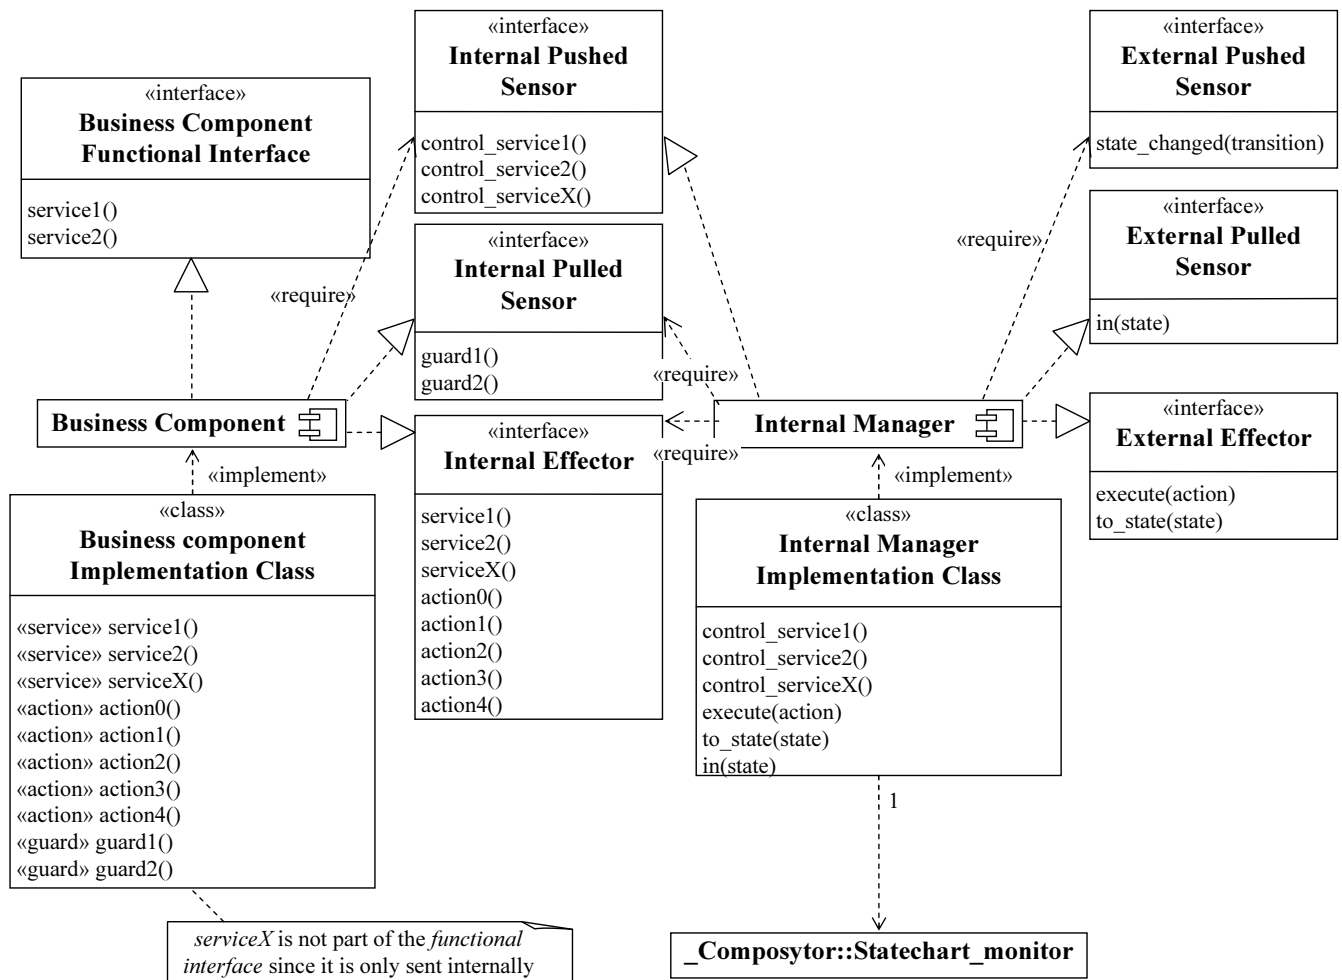 «interface»
Business Component
Functional Interface
service1()
service2()
«interface»
Internal Pushed
Sensor
control_service1()
control_service2()
control_serviceX()
«interface»
External Pushed
Sensor
state_changed(transition)
«interface»
Internal Pulled
Sensor
guard1()
guard2()
«interface»
External Pulled
Sensor
in(state)
«require»
«require»
«require»
«require»
Business Component
Internal Manager
«interface»
Internal Effector
service1()
service2()
serviceX()
action0()
action1()
action2()
action3()
action4()
«interface»
External Effector
execute(action)
to_state(state)
«implement»
«implement»
«class»
Business component
Implementation Class
«service» service1()
«service» service2()
«service» serviceX()
«action» action0()
«action» action1()
«action» action2()
«action» action3()
«action» action4()
«guard» guard1()
«guard» guard2()
«class»
Internal Manager
Implementation Class
control_service1()
control_service2()
control_serviceX()
execute(action)
to_state(state)
in(state)
1
serviceX is not part of the functional
interface since it is only sent internally
_Composytor::Statechart_monitor